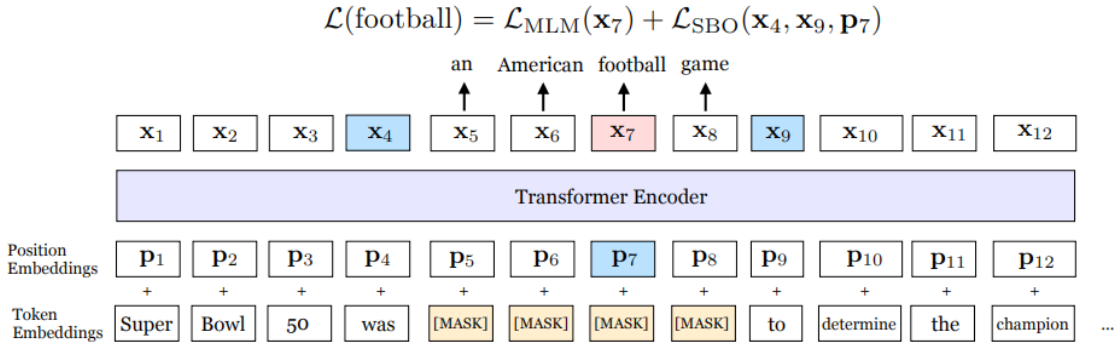 ℒ(football) = ℒ_MLM(x₇) + ℒ_SBO(x₄, x₉, p₇)
an American football game
x₁ x₂ x₃ x₄ x₅ x₆ x₇ x₈ x₉ x₁₀ x₁₁ x₁₂
Transformer Encoder
Position Embeddings p₁ p₂ p₃ p₄ p₅ p₆ p₇ p₈ p₉ p₁₀ p₁₁ p₁₂
+ + + + + + + + + + + +
Token Embeddings Super Bowl 50 was [MASK] [MASK] [MASK] [MASK] to determine the champion ...